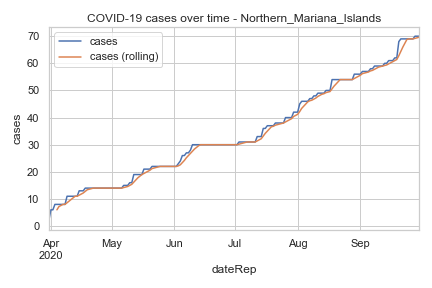 COVID-19 cases over time - Northern_Mariana_Islands
cases
cases (rolling)
70
60
50
40
30
20
10
0
cases
Apr May Jun Jul Aug Sep
2020
dateRep